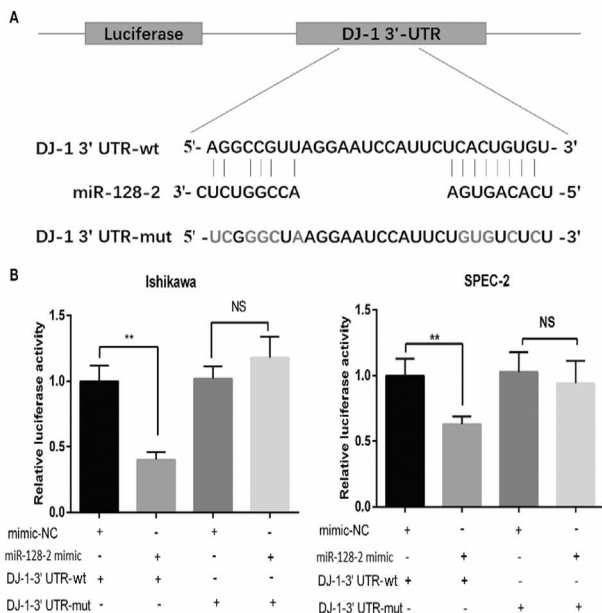 A
Luciferase DJ-1 3'-UTR
DJ-1 3' UTR-wt 5'- AGGCCGUUAGGAAUCCAUUCUCACUGUGU- 3'
miR-128-2 3'- CUCUGGCCA AGUGACACU -5'
DJ-1 3' UTR-mut 5' -UCGGGCUAAGGAAUCCAUUCUGUGUCUCU -3'
B
Ishikawa SPEC-2
Relative luciferase activity
1.5
1.0
0.5
0.0
** NS
mimic-NC + - + -
miR-128-2 mimic - + - +
DJ-1-3' UTR-wt + + - -
DJ-1-3' UTR-mut - - + +
Relative luciferase activity
1.5
1.0
0.5
0.0
** NS
mimic-NC + - + -
miR-128-2 mimic - + - +
DJ-1-3' UTR-wt + + - -
DJ-1-3' UTR-mut - - + +